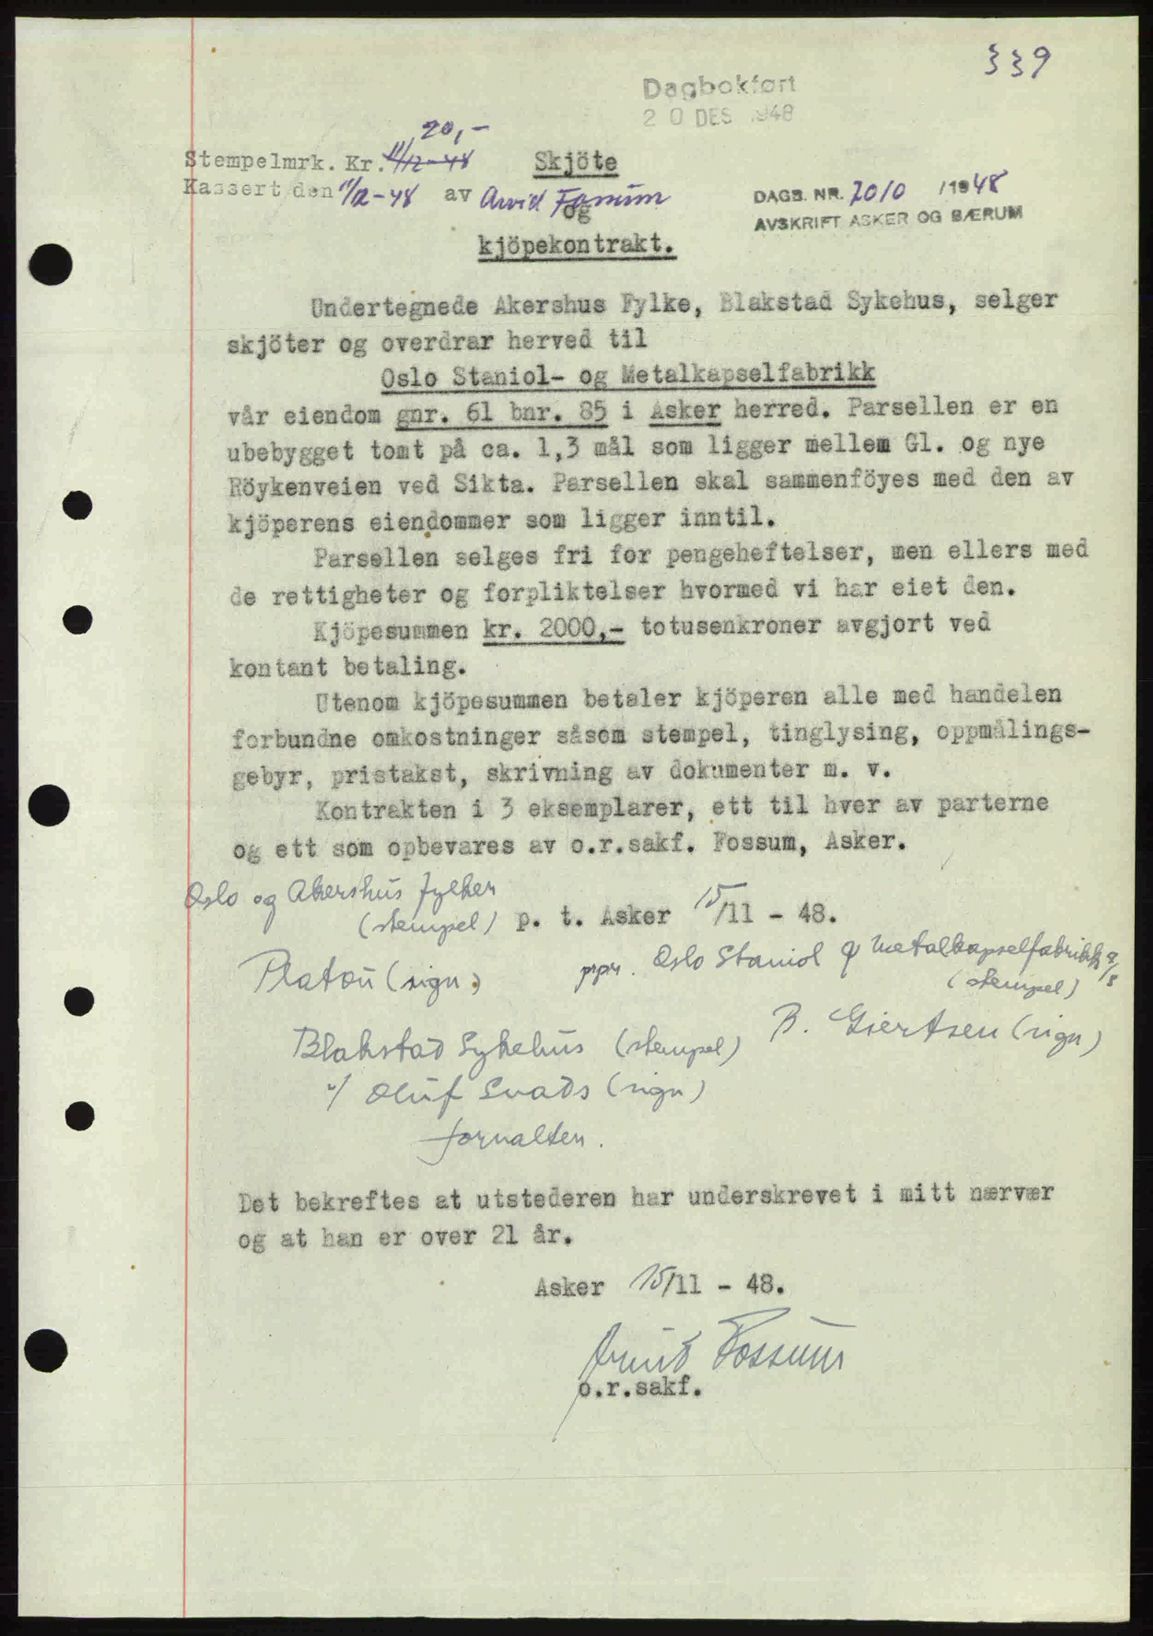 339
Dagbokført
20 DES 1948
20,-
Stempelmrk. Kr. 11/12-48 Skjöte
Kassert den 11/12-48 av Arvid Fossum
og
DAGB. NR. 7010 /1948
AVSKRIFT ASKER OG BÆRUM
kjöpekontrakt.
Undertegnede Akershus Fylke, Blakstad Sykehus, selger
skjöter og overdrar herved til
Oslo Staniol- og Metalkapselfabrikk
vår eiendom gnr. 61 bnr. 85 i Asker herred. Parsellen er en
ubebygget tomt på ca. 1,3 mål som ligger mellem Gl. og nye
Röykenveien ved Sikta. Parsellen skal sammenföyes med den av
kjöperens eiendommer som ligger inntil.
Parsellen selges fri for pengeheftelser, men ellers med
de rettigheter og forpliktelser hvormed vi har eiet den.
Kjöpesummen kr. 2000,- totusenkroner avgjort ved
kontant betaling.
Utenom kjöpesummen betaler kjöperen alle med handelen
forbundne omkostninger såsom stempel, tinglysing, oppmålings-
gebyr, pristakst, skrivning av dokumenter m. v.
Kontrakten i 3 eksemplarer, ett til hver av parterne
og ett som opbevares av o.r.sakf. Fossum, Asker.
Oslo og Akershus fylker
(stempel) p. t. Asker 15/11 - 48.
Platou (sign.)
prpr. Oslo Staniol & Metalkapselfabrikk a/s
(stempel)
B. Giertsen (sign)
Blakstad Sykehus (stempel)
v/ Oluf Svads (sign)
forvalter.
Det bekreftes at utstederen har underskrevet i mitt nærvær
og at han er over 21 år.
Asker 15/11 - 48.
Arvid Fossum
o.r.sakf.